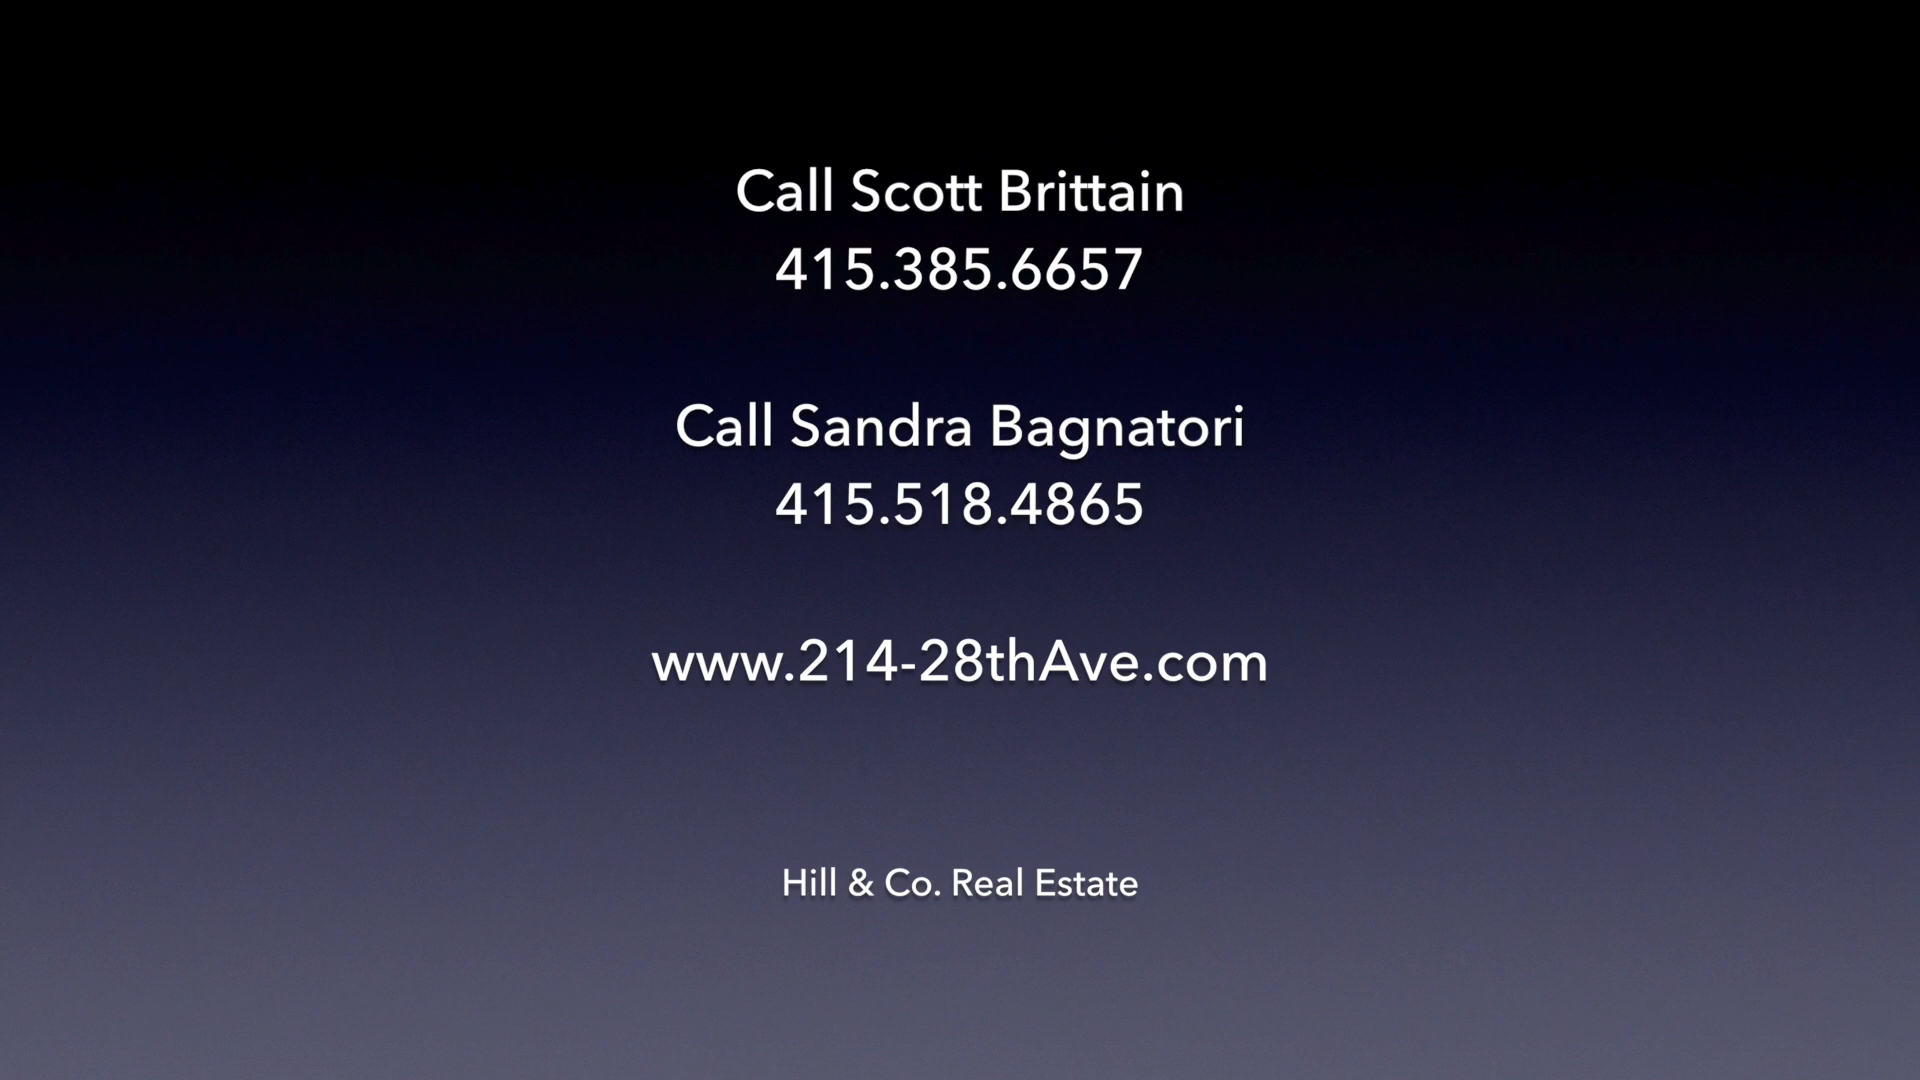 Call Scott Brittain
415.385.6657
Call Sandra Bagnatori
415.518.4865
www.214-28thAve.com
Hill & Co. Real Estate